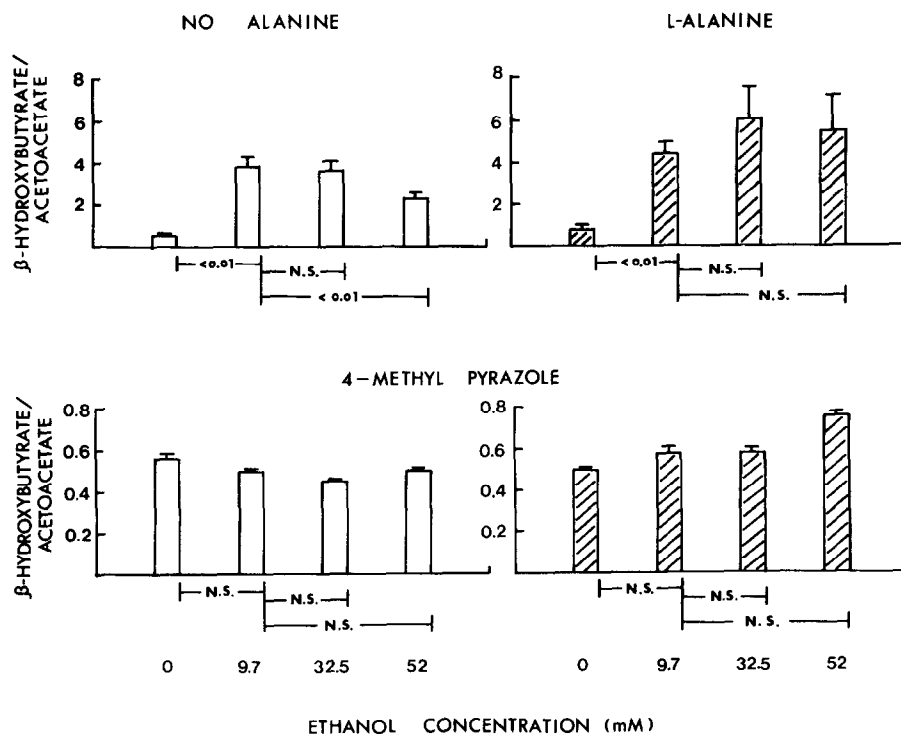 NO ALANINE
L-ALANINE
β-HYDROXYBUTYRATE/
ACETOACETATE
8
6
4
2
<0.01
N.S.
<0.01
8
6
4
2
<0.01
N.S.
N.S.
4-METHYL PYRAZOLE
β-HYDROXYBUTYRATE/
ACETOACETATE
0.8
0.6
0.4
0.2
N.S.
N.S.
N.S.
0.8
0.6
0.4
0.2
N.S.
N.S.
N.S.
0 9.7 32.5 52
0 9.7 32.5 52
ETHANOL CONCENTRATION (mM)